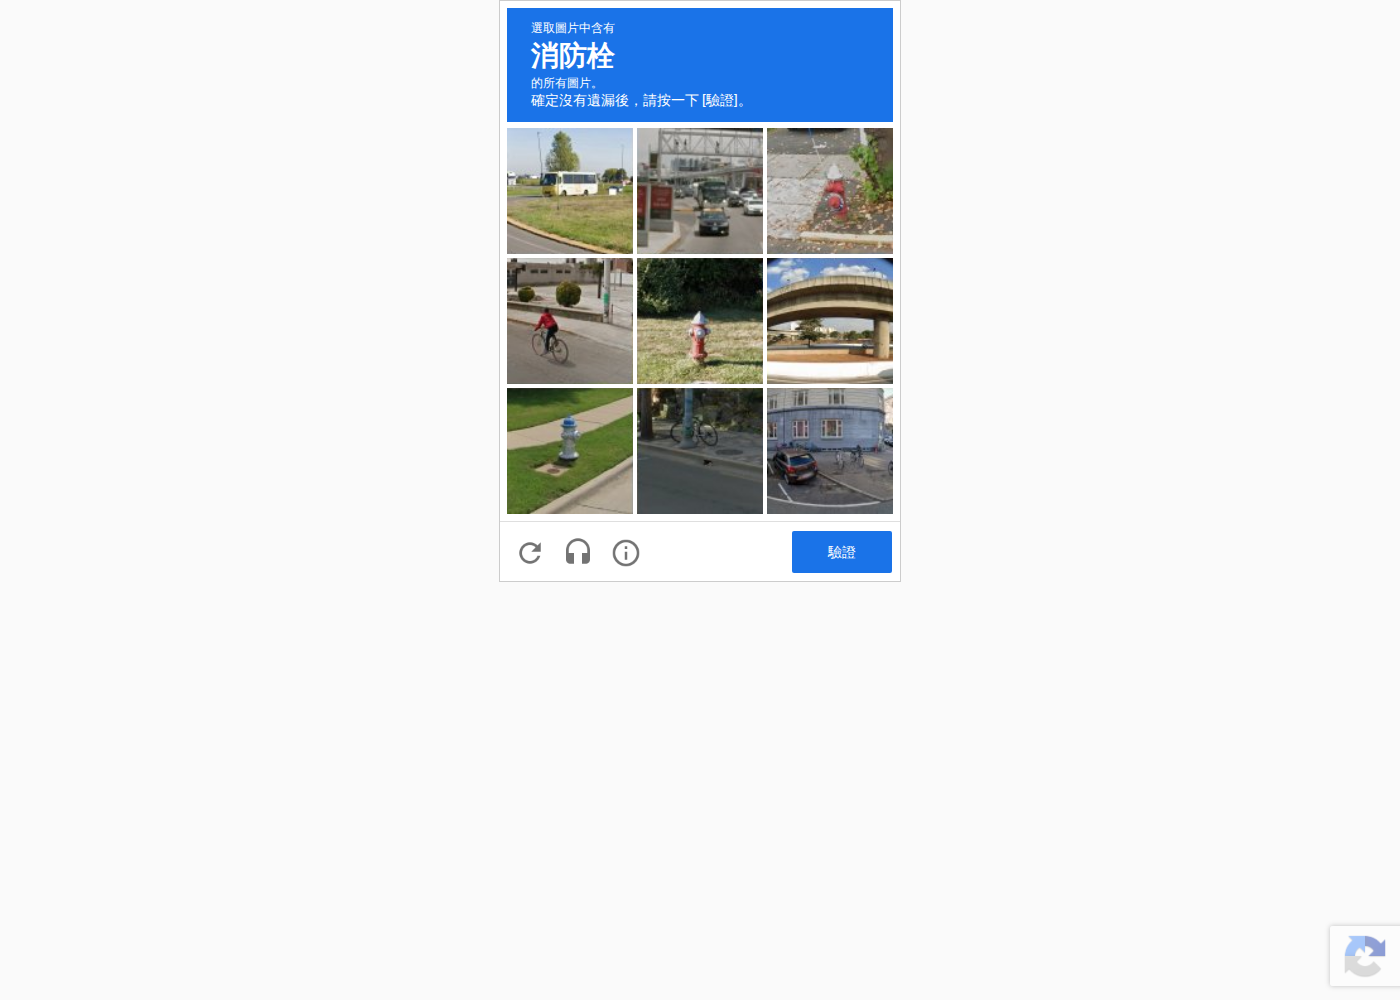 選取圖片中含有
消防栓
的所有圖片。
確定沒有遺漏後，請按一下 [驗證]。
驗證